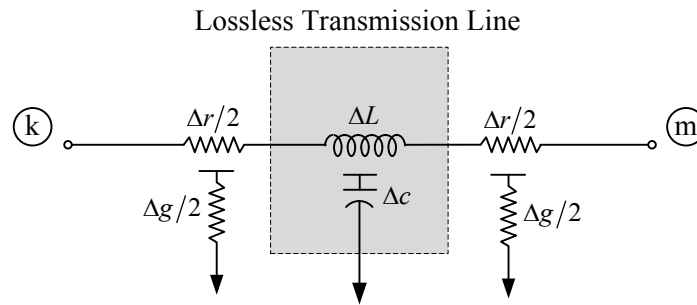 Lossless Transmission Line
k
Δr/2
ΔL
Δr/2
m
Δg/2
Δc
Δg/2